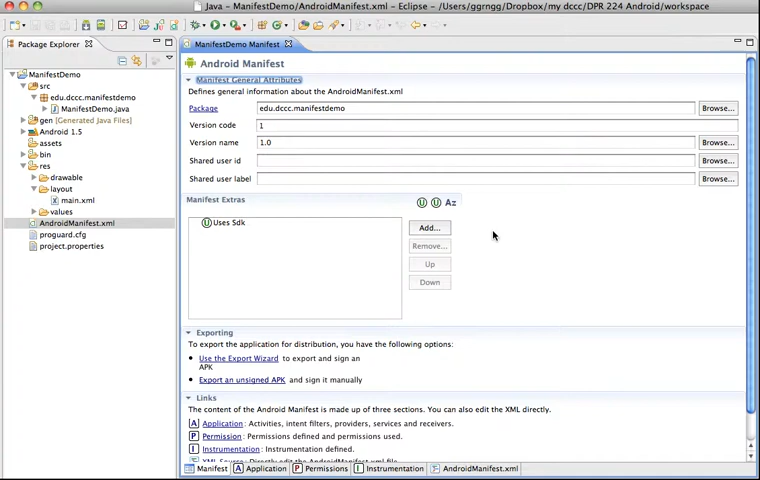 Java - ManifestDemo/AndroidManifest.xml - Eclipse - /Users/ggrngg/Dropbox/my dccc/DPR 224 Android/workspace
Package Explorer
ManifestDemo
src
edu.dccc.manifestdemo
ManifestDemo.java
gen [Generated Java Files]
Android 1.5
assets
bin
res
drawable
layout
main.xml
values
AndroidManifest.xml
proguard.cfg
project.properties
ManifestDemo Manifest
Android Manifest
Manifest General Attributes
Defines general information about the AndroidManifest.xml
Package edu.dccc.manifestdemo Browse...
Version code 1
Version name 1.0 Browse...
Shared user id Browse...
Shared user label Browse...
Manifest Extras U U Az
U Uses Sdk
Add...
Remove...
Up
Down
Exporting
To export the application for distribution, you have the following options:
• Use the Export Wizard to export and sign an
APK
• Export an unsigned APK and sign it manually
Links
The content of the Android Manifest is made up of three sections. You can also edit the XML directly.
A Application: Activities, intent filters, providers, services and receivers.
P Permission: Permissions defined and permissions used.
I Instrumentation: Instrumentation defined.
XML Source: Directly edit the AndroidManifest.xml file.
Manifest A Application P Permissions I Instrumentation AndroidManifest.xml